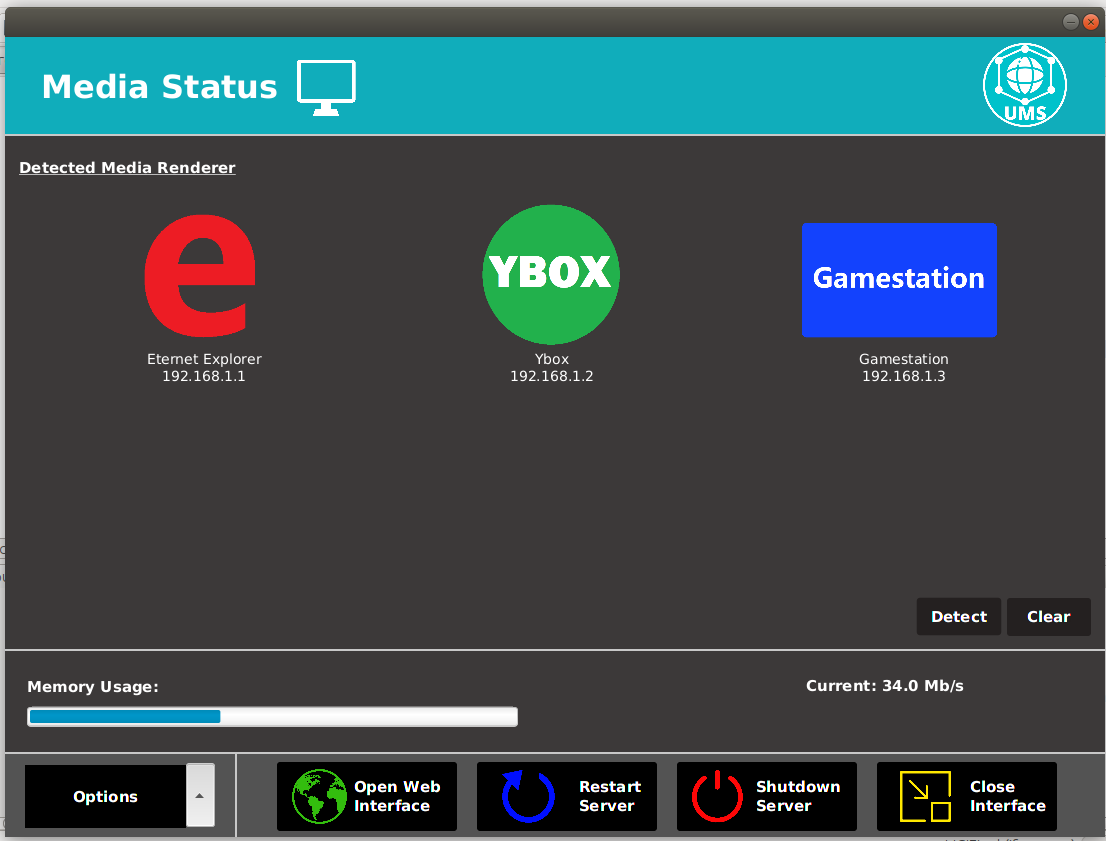 Media Status
UMS
Detected Media Renderer
e
YBOX
Gamestation
Eternet Explorer
192.168.1.1
Ybox
192.168.1.2
Gamestation
192.168.1.3
Detect
Clear
Memory Usage:
Current: 34.0 Mb/s
Options
Open Web
Interface
Restart
Server
Shutdown
Server
Close
Interface